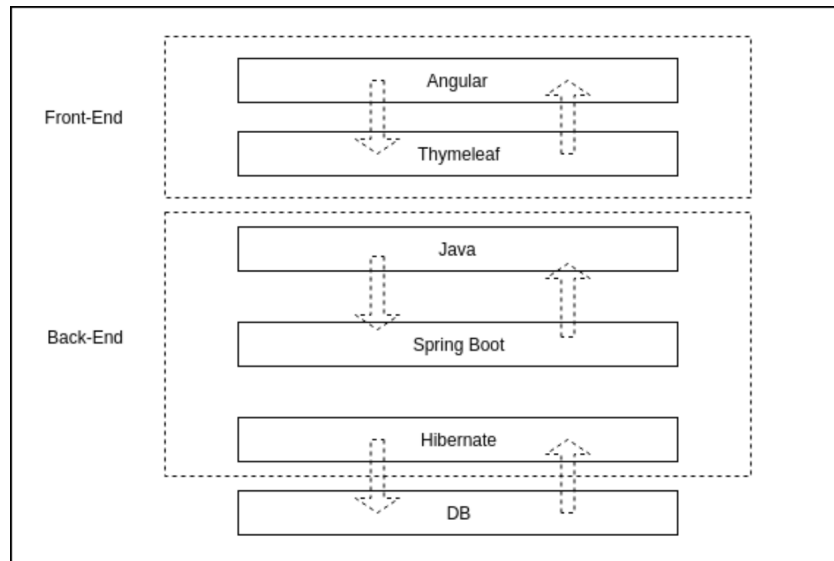 Angular
Front-End
Thymeleaf
Java
Back-End
Spring Boot
Hibernate
DB